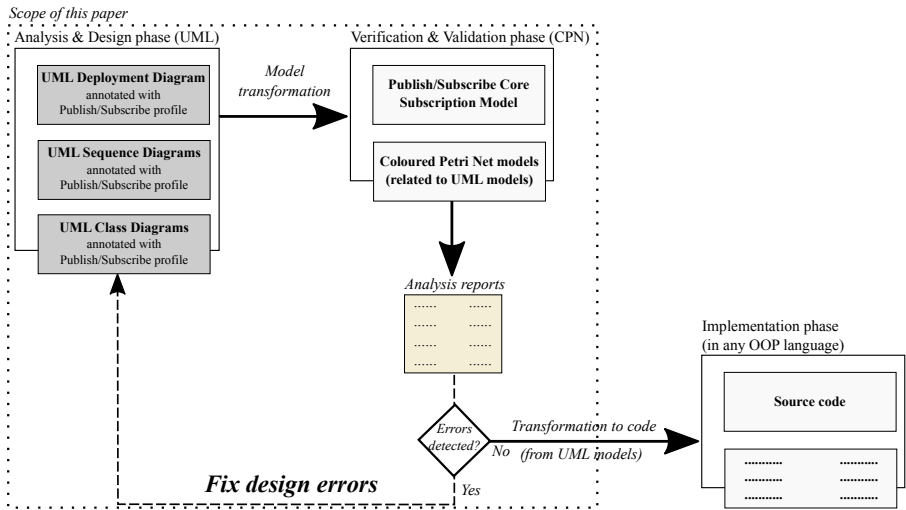 Scope of this paper
Analysis & Design phase (UML)
UML Deployment Diagram
annotated with
Publish/Subscribe profile
UML Sequence Diagrams
annotated with
Publish/Subscribe profile
UML Class Diagrams
annotated with
Publish/Subscribe profile
Model
transformation
Verification & Validation phase (CPN)
Publish/Subscribe Core
Subscription Model
Coloured Petri Net models
(related to UML models)
Analysis reports
Errors
detected?
No
Yes
Transformation to code
(from UML models)
Fix design errors
Implementation phase
(in any OOP language)
Source code